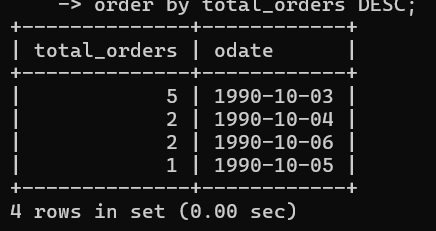 -> order by total_orders DESC;
+--------------+------------+
| total_orders | odate      |
+--------------+------------+
|            5 | 1990-10-03 |
|            2 | 1990-10-04 |
|            2 | 1990-10-06 |
|            1 | 1990-10-05 |
+--------------+------------+
4 rows in set (0.00 sec)